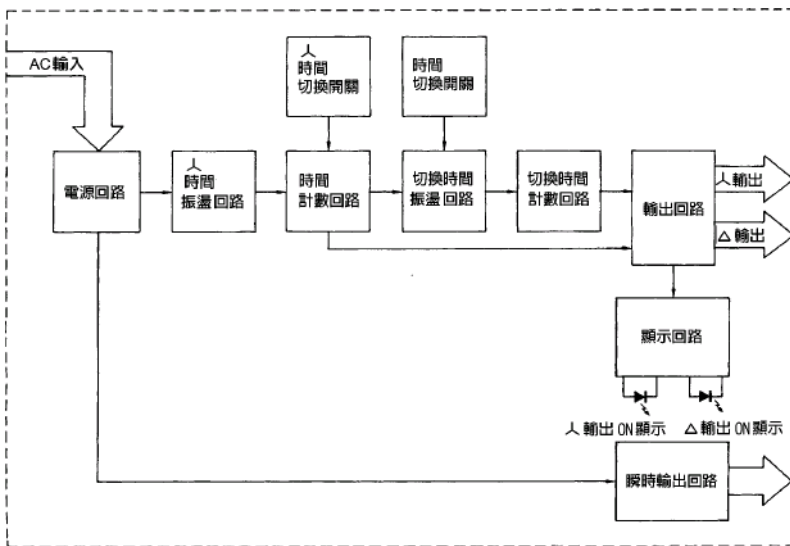 AC輸入
人
時間
切換開關
時間
切換開關
電源回路
人
時間
振盪回路
時間
計數回路
切換時間
振盪回路
切換時間
計數回路
輸出回路
人輸出
△輸出
顯示回路
人輸出ON顯示
△輸出ON顯示
瞬時輸出回路